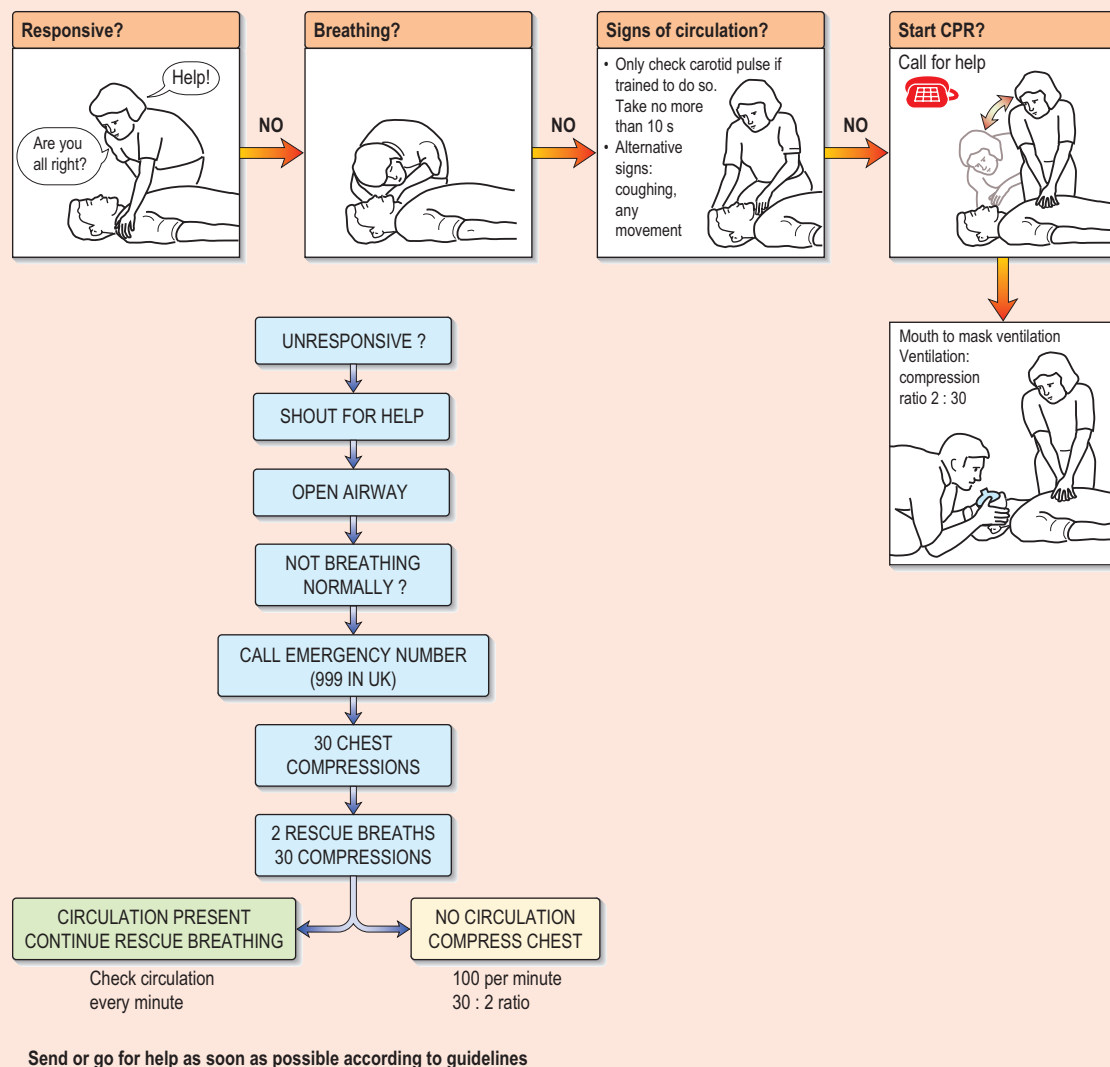 Responsive?
Help!
Are you
all right?
NO
Breathing?
NO
Signs of circulation?
• Only check carotid pulse if
trained to do so.
Take no more
than 10 s
• Alternative
signs:
coughing,
any
movement
NO
Start CPR?
Call for help
Mouth to mask ventilation
Ventilation:
compression
ratio 2 : 30
UNRESPONSIVE ?
SHOUT FOR HELP
OPEN AIRWAY
NOT BREATHING
NORMALLY ?
CALL EMERGENCY NUMBER
(999 IN UK)
30 CHEST
COMPRESSIONS
2 RESCUE BREATHS
30 COMPRESSIONS
CIRCULATION PRESENT
CONTINUE RESCUE BREATHING
Check circulation
every minute
NO CIRCULATION
COMPRESS CHEST
100 per minute
30 : 2 ratio
Send or go for help as soon as possible according to guidelines